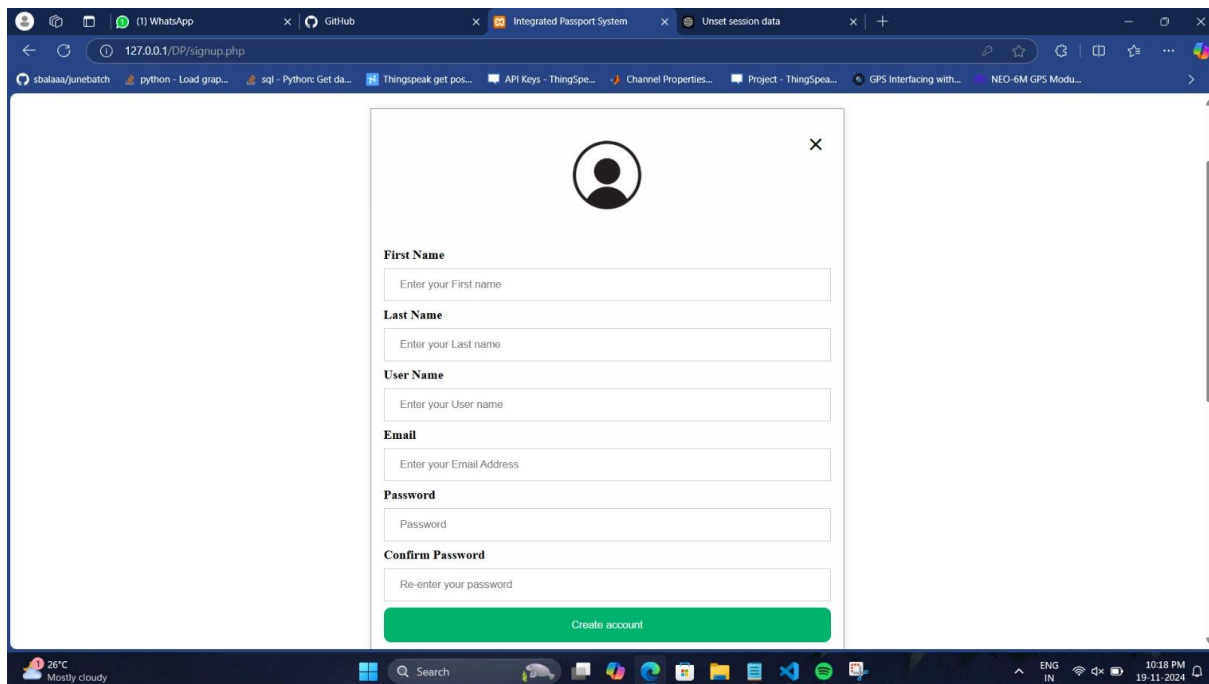 (1) WhatsApp
GitHub
Integrated Passport System
Unset session data
127.0.0.1/DP/signup.php
sbalaaa/junebatch
python - Load grap...
sql - Python: Get da...
Thingspeak get pos...
API Keys - ThingSpe...
Channel Properties...
Project - ThingSpea...
GPS Interfacing with...
NEO-6M GPS Modu...
First Name
Enter your First name
Last Name
Enter your Last name
User Name
Enter your User name
Email
Enter your Email Address
Password
Password
Confirm Password
Re-enter your password
Create account
1
26°C
Mostly cloudy
Search
ENG
IN
10:18 PM
19-11-2024